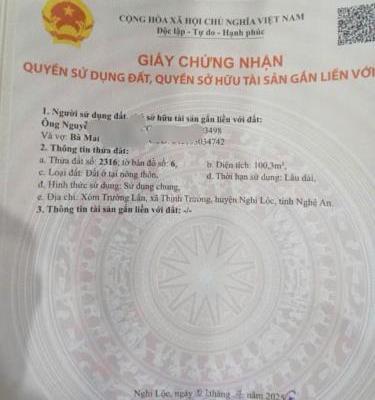 CỘNG HÒA XÃ HỘI CHỦ NGHĨA VIỆT NAM
Độc lập - Tự do - Hạnh phúc
GIẤY CHỨNG NHẬN
QUYỀN SỬ DỤNG ĐẤT, QUYỀN SỞ HỮU TÀI SẢN GẮN LIỀN VỚI
1. Người sử dụng đất, sở hữu tài sản gắn liền với đất:
Ông Nguyễ 3498
Và vợ: Bà Mai 034742
2. Thông tin thửa đất:
a. Thửa đất số: 2316; tờ bản đồ số: 6, b. Diện tích: 100,3m²,
c. Loại đất: Đất ở tại nông thôn, d. Thời hạn sử dụng: Lâu dài,
đ. Hình thức sử dụng: Sử dụng chung,
e. Địa chỉ: Xóm Trường Lân, xã Thịnh Trường, huyện Nghi Lộc, tỉnh Nghệ An.
3. Thông tin tài sản gắn liền với đất: -/-
Nghi Lộc, ngày tháng năm 2025